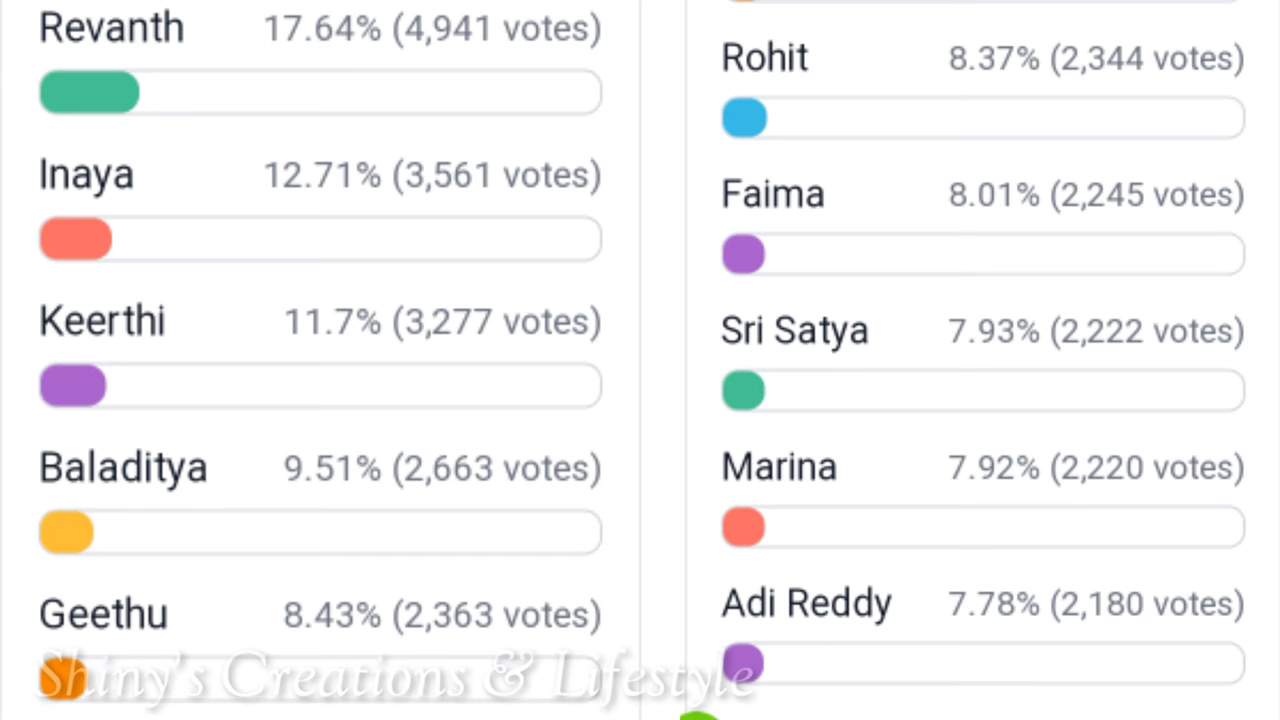 Revanth 17.64% (4,941 votes)
Inaya 12.71% (3,561 votes)
Keerthi 11.7% (3,277 votes)
Baladitya 9.51% (2,663 votes)
Geethu 8.43% (2,363 votes)
Rohit 8.37% (2,344 votes)
Faima 8.01% (2,245 votes)
Sri Satya 7.93% (2,222 votes)
Marina 7.92% (2,220 votes)
Adi Reddy 7.78% (2,180 votes)
Shiny's Creations & Lifestyle